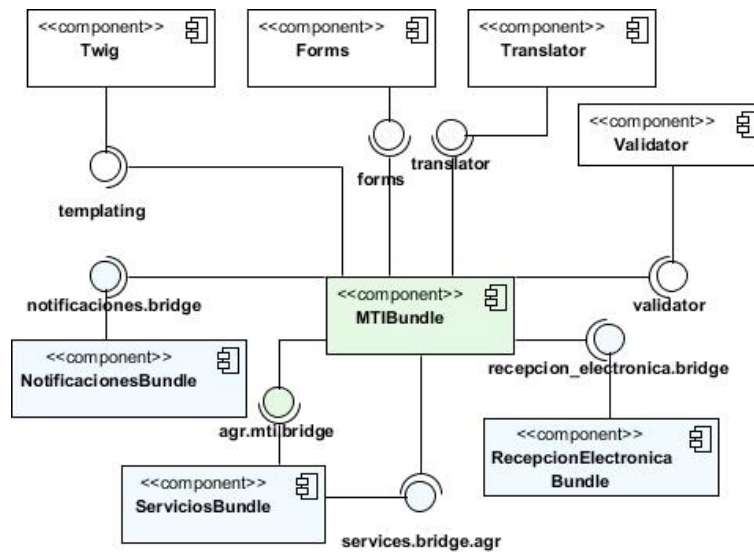 <<component>>
Twig
<<component>>
Forms
<<component>>
Translator
<<component>>
Validator
templating
forms
translator
notificaciones.bridge
<<component>>
MTIBundle
validator
<<component>>
NotificacionesBundle
recepcion_electronica.bridge
agr.mti.bridge
<<component>>
RecepcionElectronica
Bundle
<<component>>
ServiciosBundle
services.bridge.agr